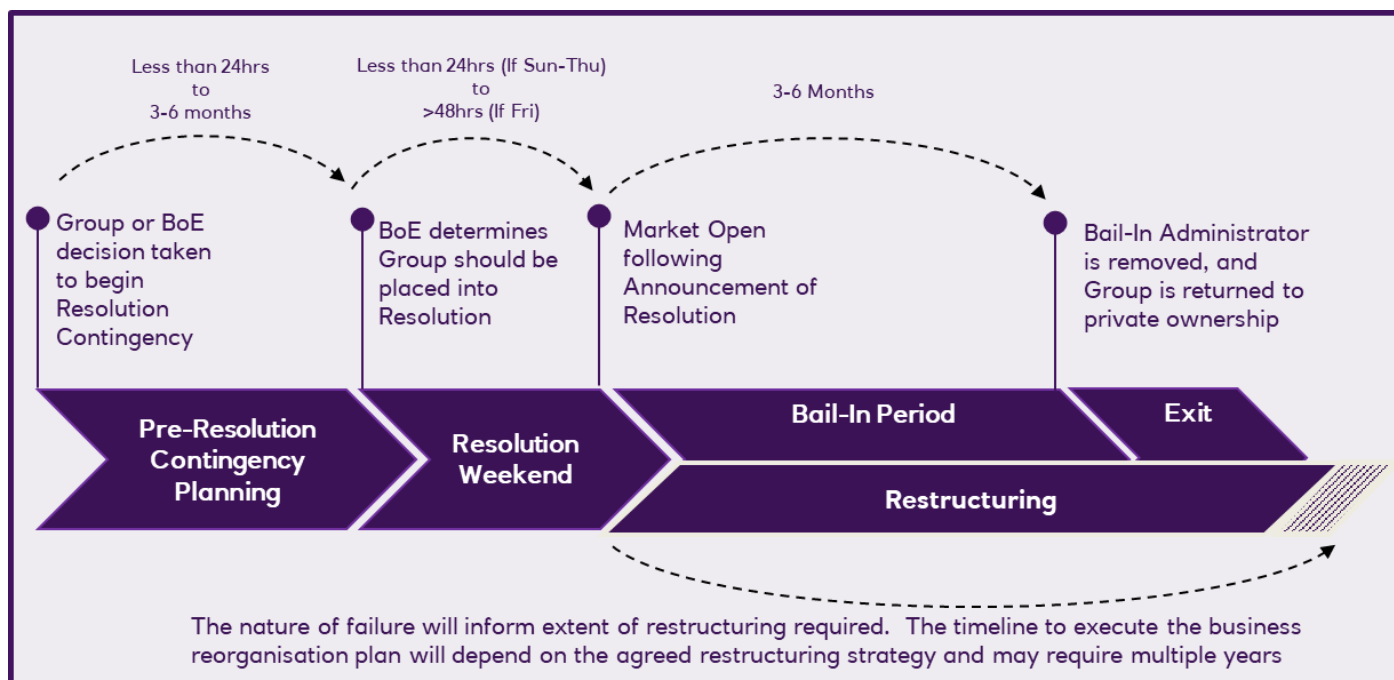 Less than 24hrs
to
3-6 months
Less than 24hrs (If Sun-Thu)
to
>48hrs (If Fri)
3-6 Months
Group or BoE
decision taken
to begin
Resolution
Contingency
BoE determines
Group should be
placed into
Resolution
Market Open
following
Announcement of
Resolution
Bail-In Administrator
is removed, and
Group is returned to
private ownership
Pre-Resolution
Contingency
Planning
Resolution
Weekend
Bail-In Period
Exit
Restructuring
The nature of failure will inform extent of restructuring required. The timeline to execute the business
reorganisation plan will depend on the agreed restructuring strategy and may require multiple years